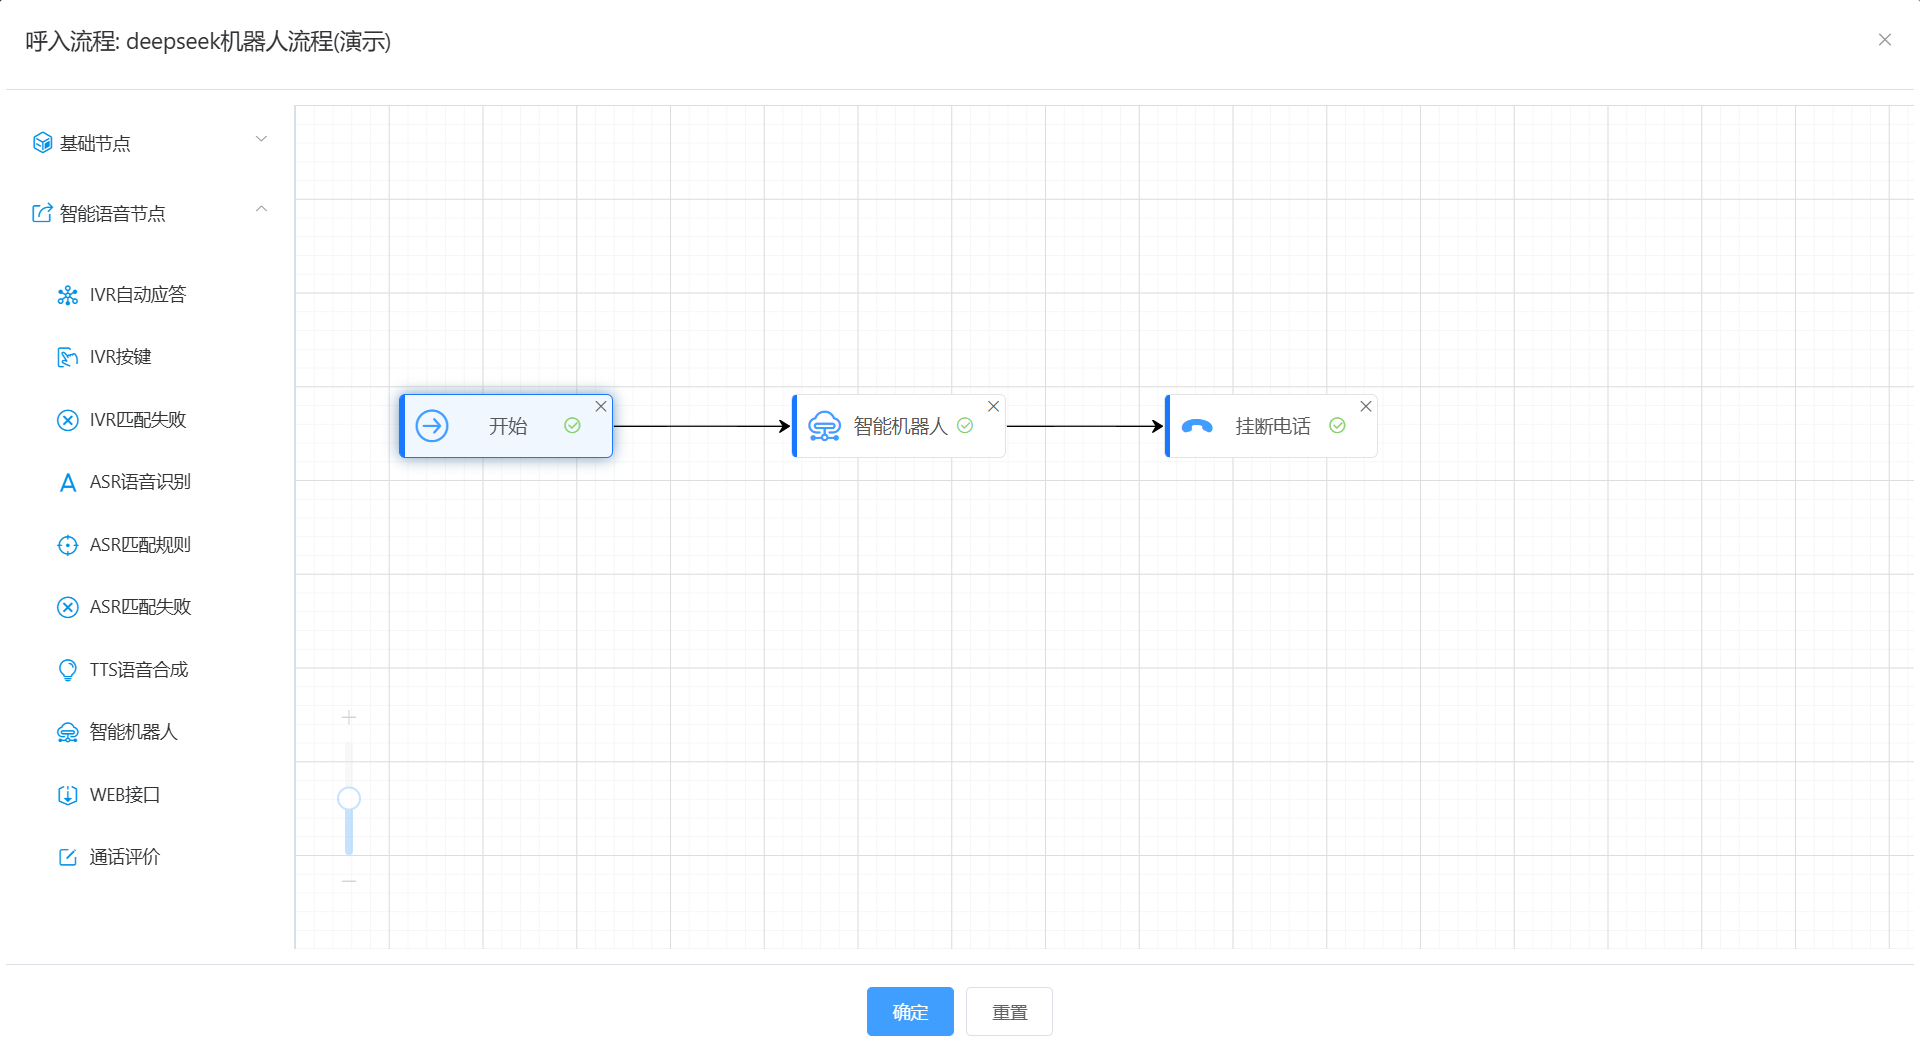 呼入流程: deepseek机器人流程(演示)
基础节点
智能语音节点
IVR自动应答
IVR按键
IVR匹配失败
ASR语音识别
ASR匹配规则
ASR匹配失败
TTS语音合成
智能机器人
WEB接口
通话评价
开始
智能机器人
挂断电话
确定
重置